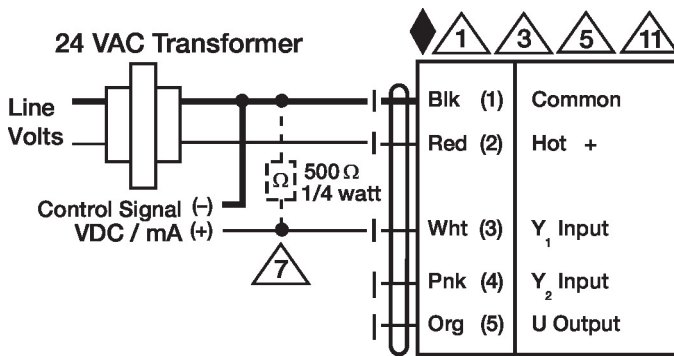 24 VAC Transformer
1 3 5 11
Line
Volts
Blk (1) Common
Red (2) Hot +
Ω 500 Ω
1/4 watt
Control Signal (–)
VDC / mA (+)
Wht (3) Y1 Input
7
Pnk (4) Y2 Input
Org (5) U Output